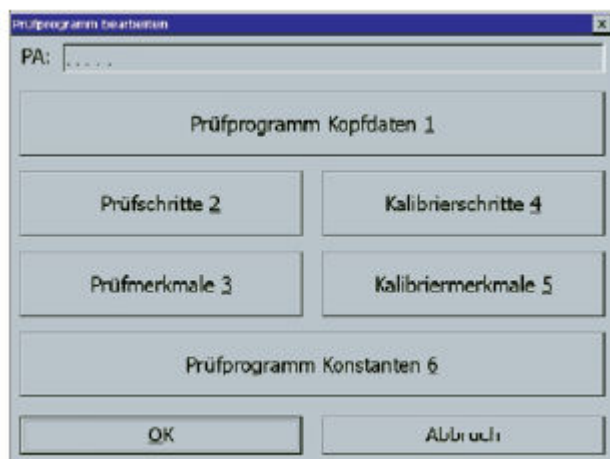 Prüfprogramm bearbeiten
PA: .....
Prüfprogramm Kopfdaten 1
Prüfschritte 2 Kalibrierschritte 4
Prüfmerkmale 3 Kalibriermerkmale 5
Prüfprogramm Konstanten 6
OK Abbruch